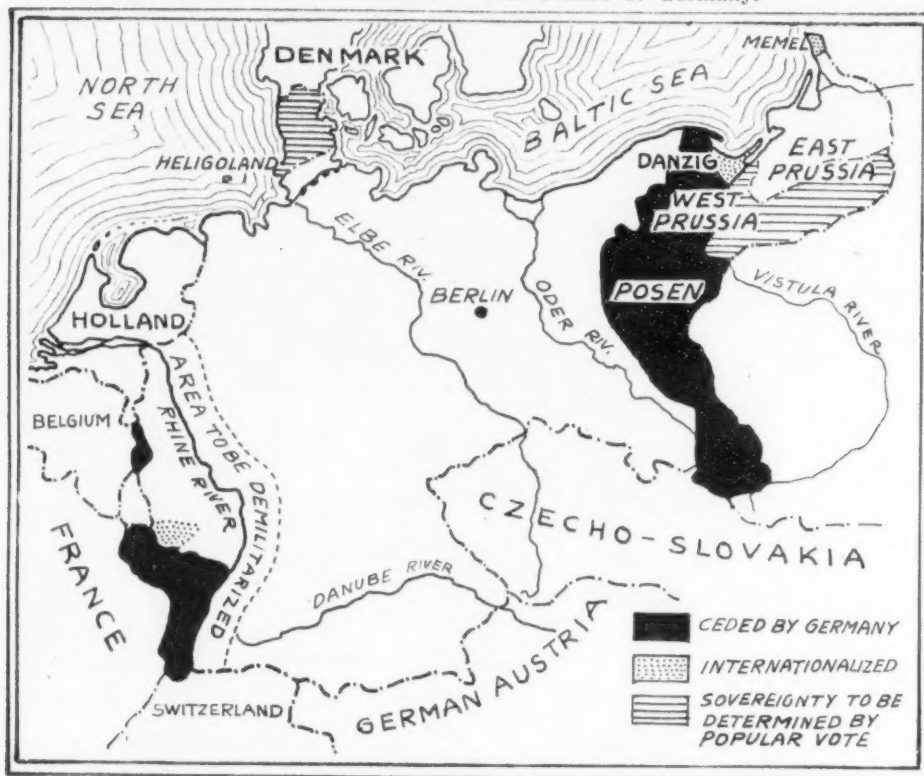 Germany.
DENMARK
MEMEL
NORTH
SEA
BALTIC SEA
HELIGOLAND
DANZIG
EAST
PRUSSIA
WEST
PRUSSIA
ELBE RIV.
BERLIN
ODER RIV.
POSEN
VISTULA RIVER
HOLLAND
AREA TO BE DEMILITARIZED
RHINE RIVER
BELGIUM
FRANCE
CZECHO-SLOVAKIA
DANUBE RIVER
GERMAN AUSTRIA
SWITZERLAND
CEDED BY GERMANY
INTERNATIONALIZED
SOVEREIGNTY TO BE
DETERMINED BY
POPULAR VOTE